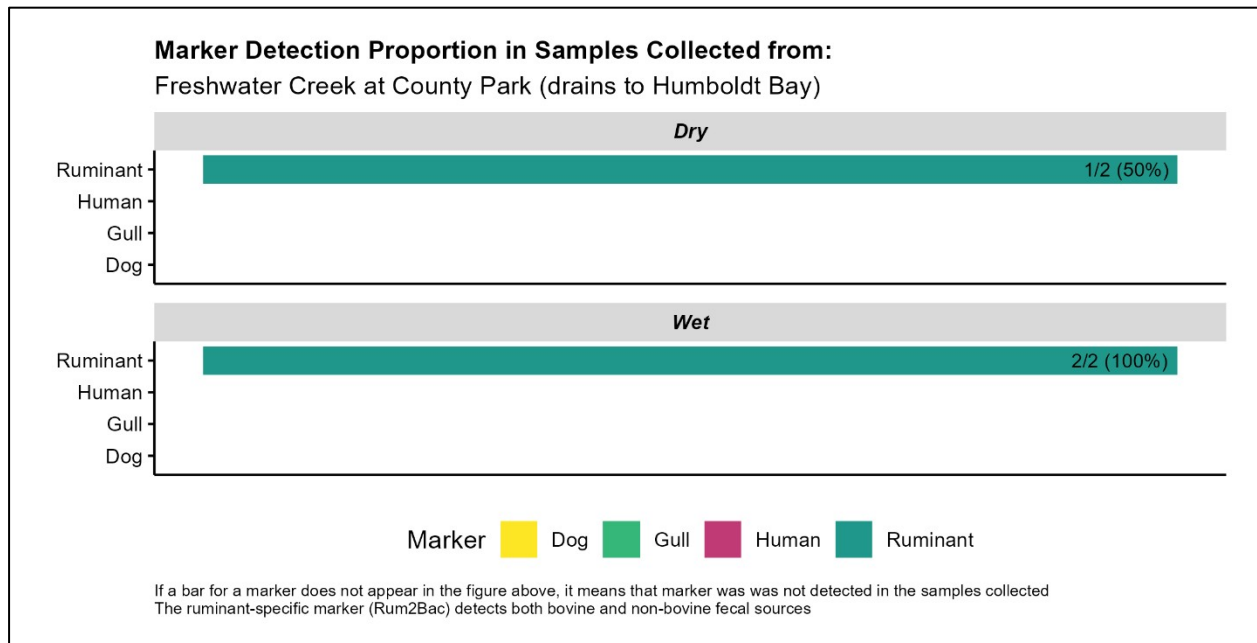 Marker Detection Proportion in Samples Collected from:
Freshwater Creek at County Park (drains to Humboldt Bay)
Dry
Ruminant 1/2 (50%)
Human
Gull
Dog
Wet
Ruminant 2/2 (100%)
Human
Gull
Dog
Marker Dog Gull Human Ruminant
If a bar for a marker does not appear in the figure above, it means that marker was was not detected in the samples collected
The ruminant-specific marker (Rum2Bac) detects both bovine and non-bovine fecal sources